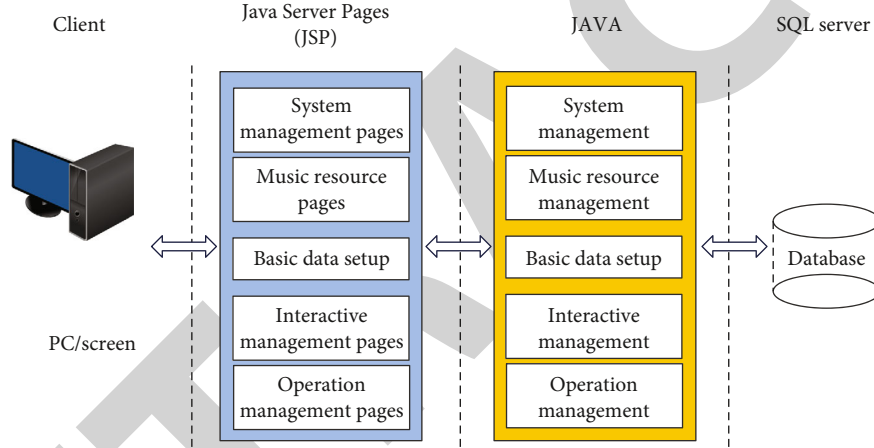 Client
Java Server Pages
(JSP)
JAVA
SQL server
System
management pages
Music resource
pages
Basic data setup
Interactive
management pages
Operation
management pages
System
management
Music resource
management
Basic data setup
Interactive
management
Operation
management
Database
PC/screen